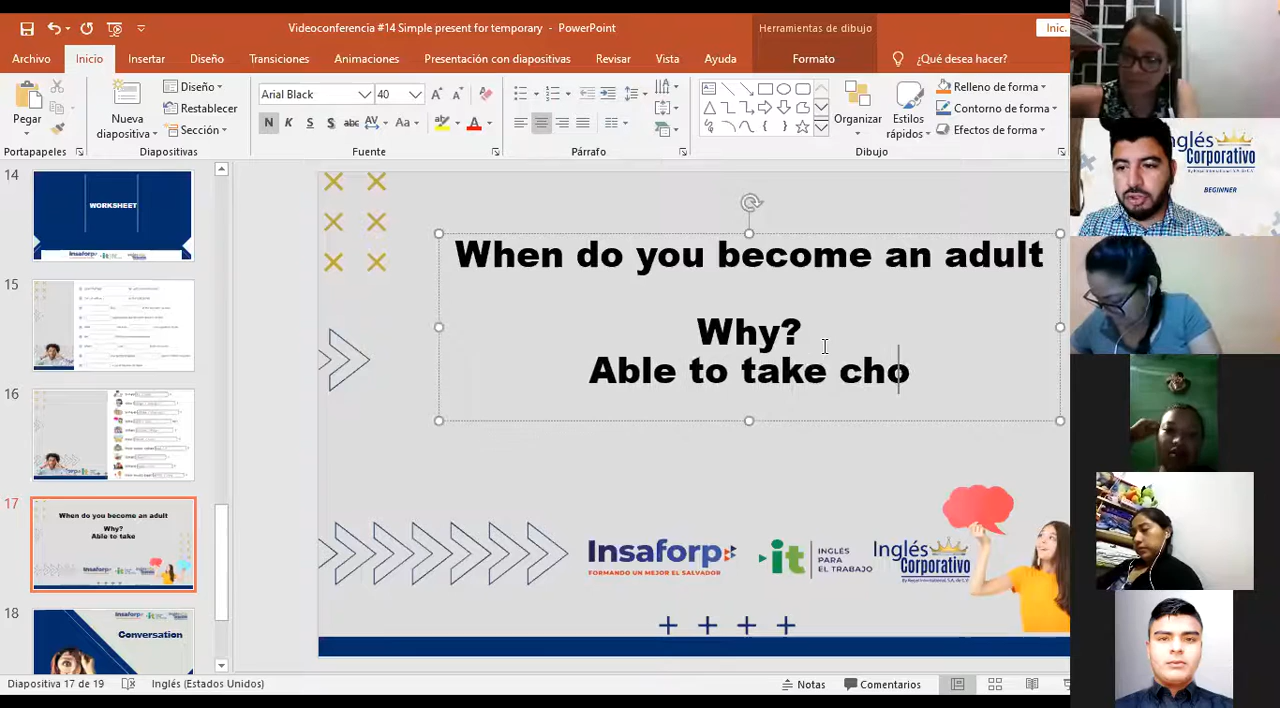 Videoconferencia #14 Simple present for temporary - PowerPoint
Herramientas de dibujo
Inic.
Archivo
Inicio
Insertar
Diseño
Transiciones
Animaciones
Presentación con diapositivas
Revisar
Vista
Ayuda
Formato
¿Qué desea hacer?
Pegar
Nueva
diapositiva
Diseño
Restablecer
Sección
Arial Black
40
N K S S abc AV Aa A
Organizar
Estilos
rápidos
Relleno de forma
Contorno de forma
Efectos de forma
Portapapeles
Diapositivas
Fuente
Párrafo
Dibujo
14
WORKSHEET
15
16
17
When do you become an adult
Why?
Able to take
18
Conversation
When do you become an adult
Why?
Able to take cho
Insaforp
FORMANDO UN MEJOR EL SALVADOR
it
INGLÉS
PARA
EL TRABAJO
Inglés
Corporativo
Diapositiva 17 de 19
Inglés (Estados Unidos)
Notas
Comentarios
nglés
Corporativo
BEGINNER